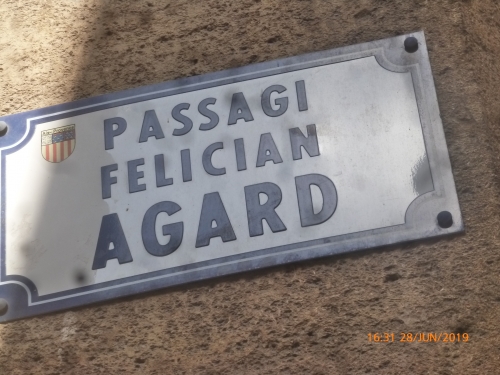 PASSAGI
FELICIAN
AGARD
16:31 28/JUN/2019